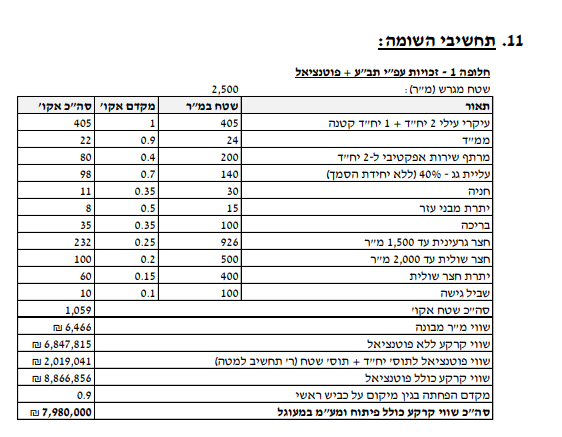 11. תחשיבי השומה:
חלופה 1 - זכויות עפ״י תב״ע + פוטנציאל
שטח מגרש (מ״ר): 2,500
תאור שטח במ״ר מקדם אקו׳ סה״כ אקו׳
עיקרי עילי 2 יח״ד + 1 יח״ד קטנה 405 1 405
ממ״ד 24 0.9 22
מרתף שירות אפקטיבי ל-2 יח״ד 200 0.4 80
עליית גג - 40% (ללא יחידת הסמך) 140 0.7 98
חניה 30 0.35 11
יתרת מבני עזר 15 0.5 8
בריכה 100 0.35 35
חצר גרעינית עד 1,500 מ״ר 926 0.25 232
חצר שולית עד 2,000 מ״ר 500 0.2 100
יתרת חצר שולית 400 0.15 60
שביל גישה 100 0.1 10
סה״כ שטח אקו׳ 1,059
שווי מ״ר מבונה 6,466 ₪
שווי קרקע ללא פוטנציאל 6,847,815 ₪
שווי פוטנציאל לתוס׳ יח״ד + תוס׳ שטח (ר׳ תחשיב למטה) 2,019,041 ₪
שווי קרקע כולל פוטנציאל 8,866,856 ₪
מקדם הפחתה בגין מיקום על כביש ראשי 0.9
סה״כ שווי קרקע כולל פיתוח ומע״מ במעוגל 7,980,000 ₪